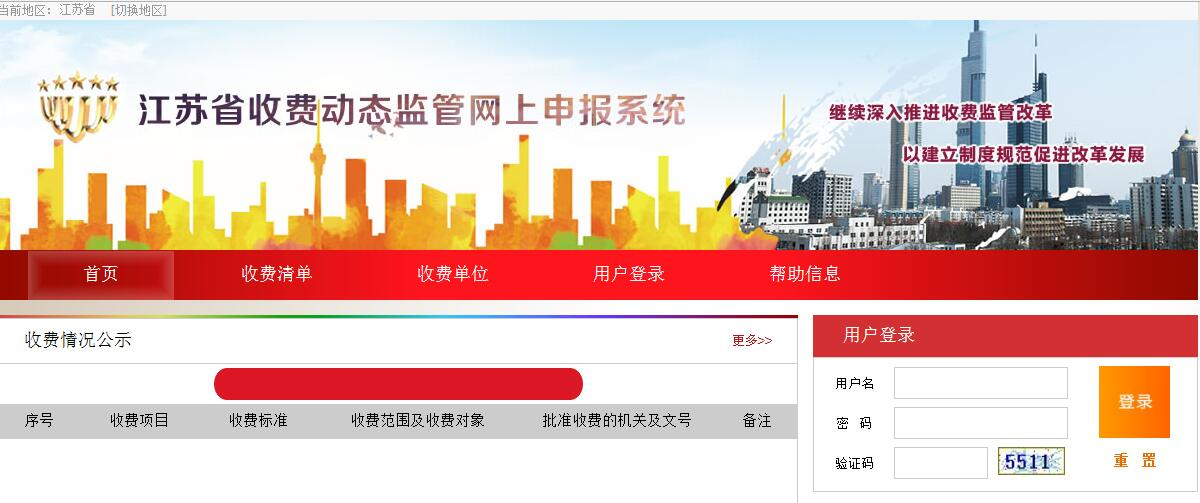 当前地区：江苏省 [切换地区]
江苏省收费动态监管网上申报系统
继续深入推进收费监管改革
以建立制度规范促进改革发展
首页 收费清单 收费单位 用户登录 帮助信息
收费情况公示 更多>>
序号 收费项目 收费标准 收费范围及收费对象 批准收费的机关及文号 备注
用户登录
用户名
登录
密 码
验证码 5511 重 置